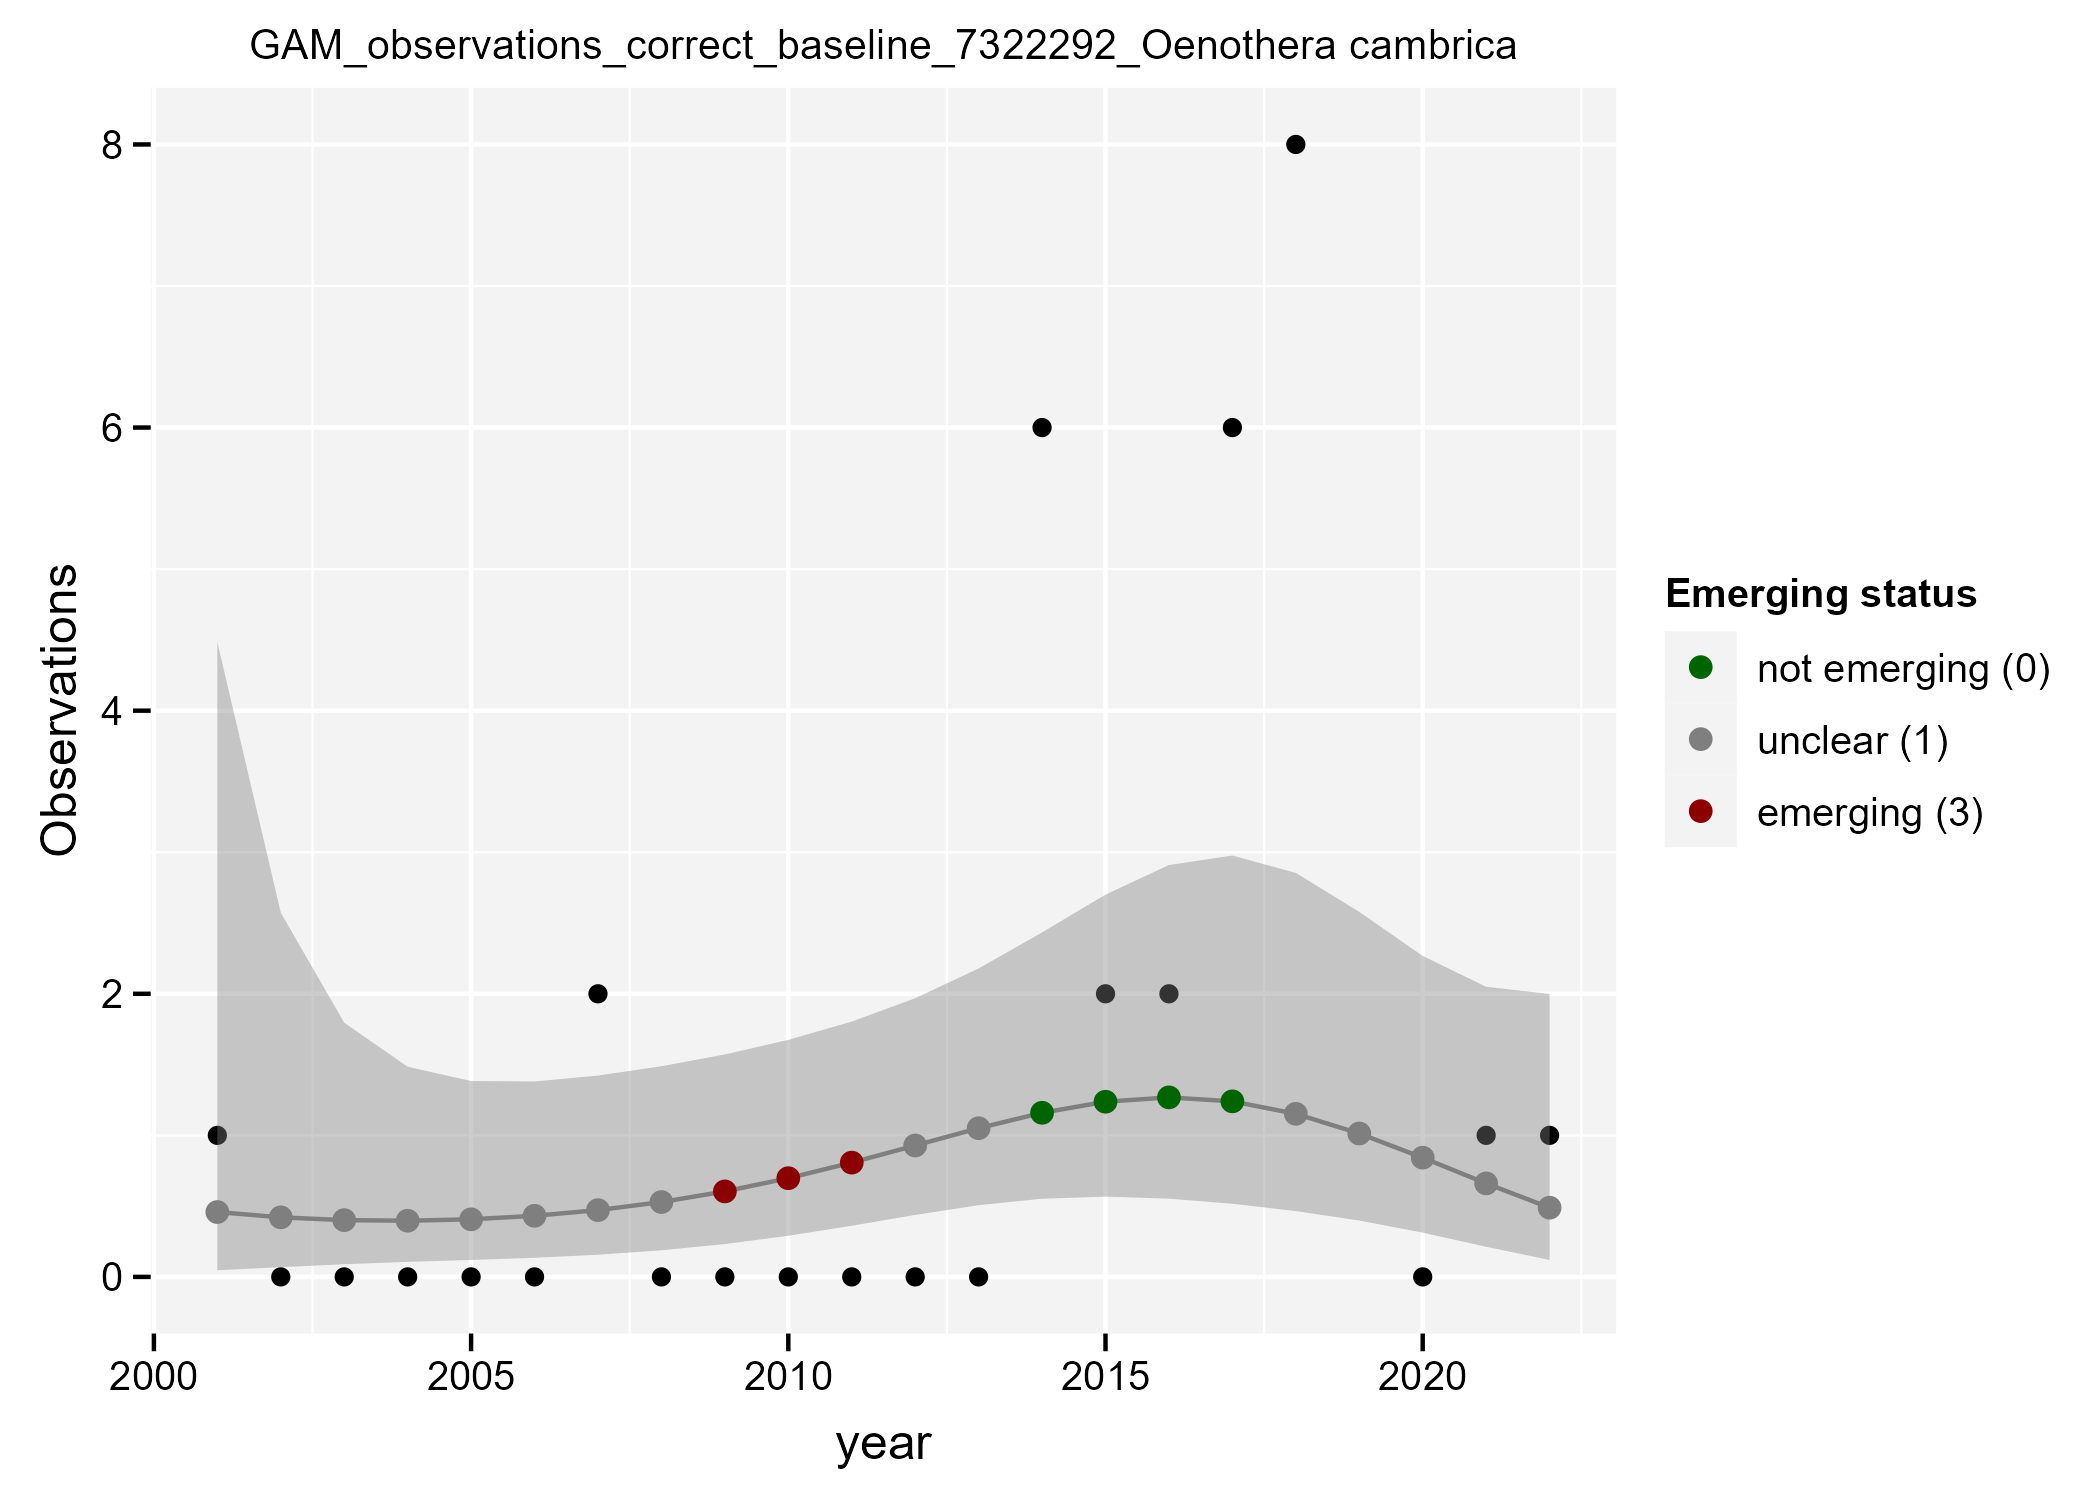 GAM_observations_correct_baseline_7322292_Oenothera cambrica
8
6
4
2
0
Observations
2000 2005 2010 2015 2020
year
Emerging status
not emerging (0)
unclear (1)
emerging (3)